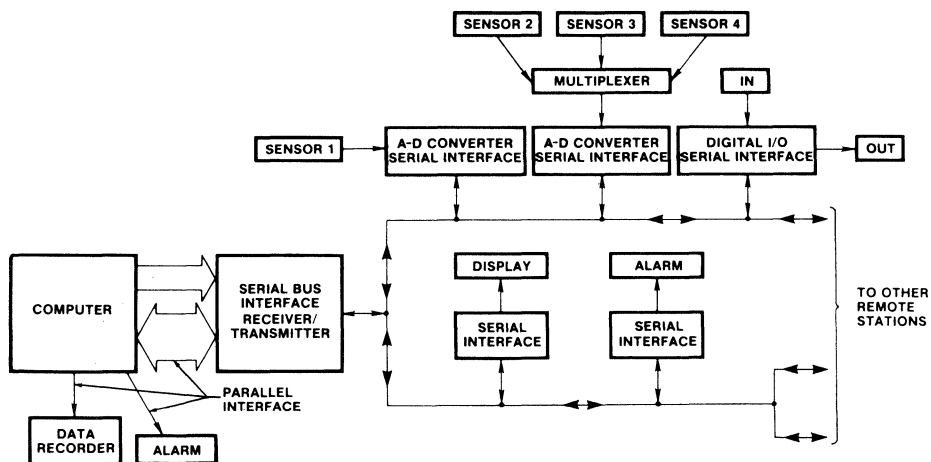 SENSOR 2
SENSOR 3
SENSOR 4
MULTIPLEXER
IN
SENSOR 1
A-D CONVERTER
SERIAL INTERFACE
A-D CONVERTER
SERIAL INTERFACE
DIGITAL I/O
SERIAL INTERFACE
OUT
COMPUTER
SERIAL BUS
INTERFACE
RECEIVER/
TRANSMITTER
DISPLAY
ALARM
SERIAL
INTERFACE
SERIAL
INTERFACE
TO OTHER
REMOTE
STATIONS
PARALLEL
INTERFACE
DATA
RECORDER
ALARM